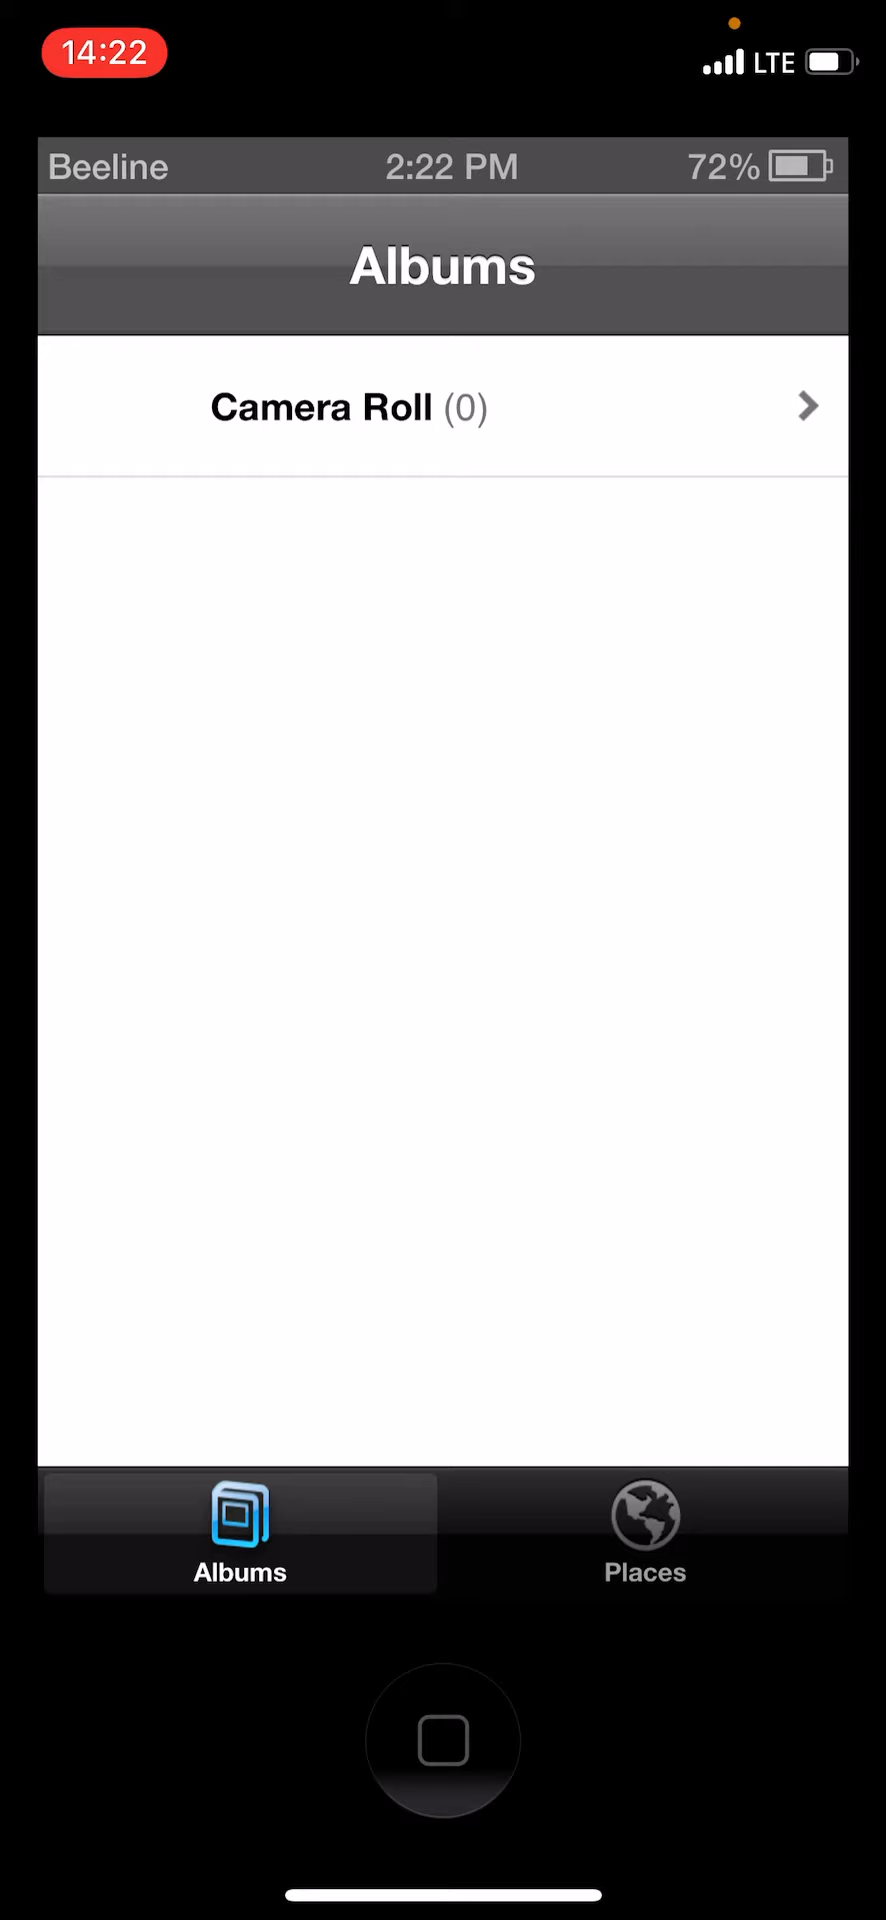 14:22 LTE
Beeline 2:22 PM 72%
Albums
Camera Roll (0)
Albums Places